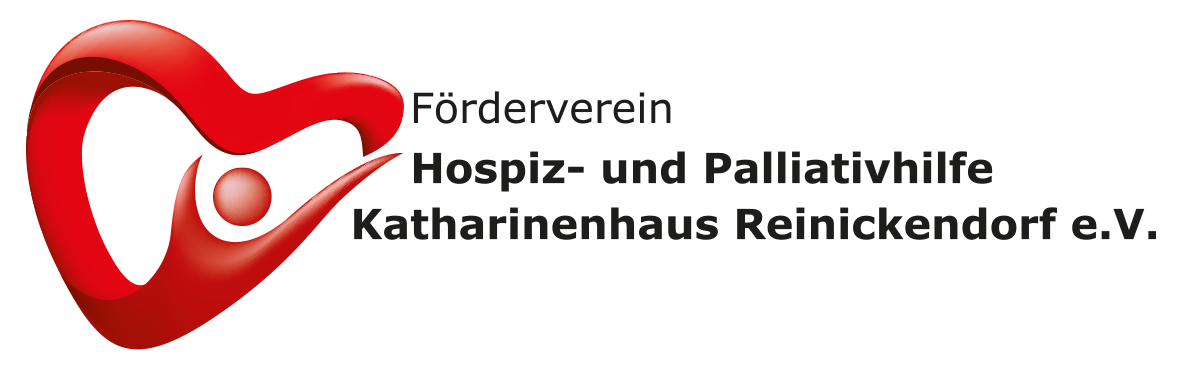 Förderverein
Hospiz- und Palliativhilfe
Katharinenhaus Reinickendorf e.V.